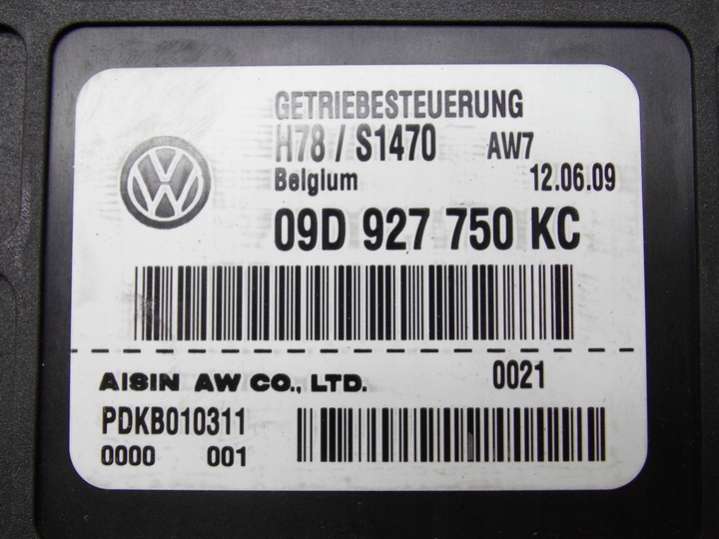 GETRIEBESTEUERUNG
H78 / S1470 AW7
Belgium 12.06.09
09D 927 750 KC
AISIN AW CO., LTD. 0021
PDKB010311
0000 001